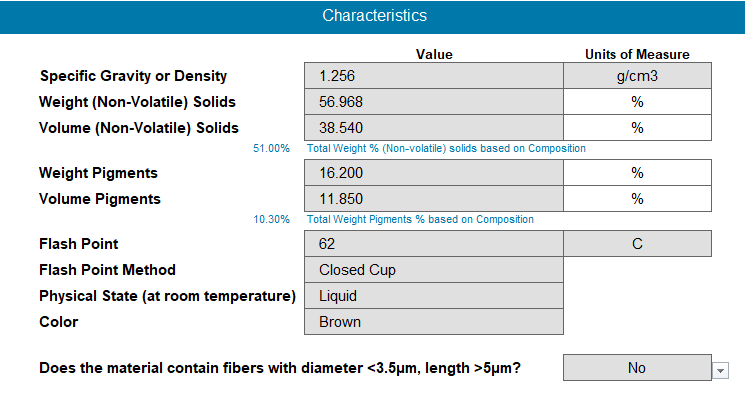 Characteristics
Value Units of Measure
Specific Gravity or Density 1.256 g/cm3
Weight (Non-Volatile) Solids 56.968 %
Volume (Non-Volatile) Solids 38.540 %
51.00% Total Weight % (Non-volatile) solids based on Composition
Weight Pigments 16.200 %
Volume Pigments 11.850 %
10.30% Total Weight Pigments % based on Composition
Flash Point 62 C
Flash Point Method Closed Cup
Physical State (at room temperature) Liquid
Color Brown
Does the material contain fibers with diameter <3.5µm, length >5µm? No